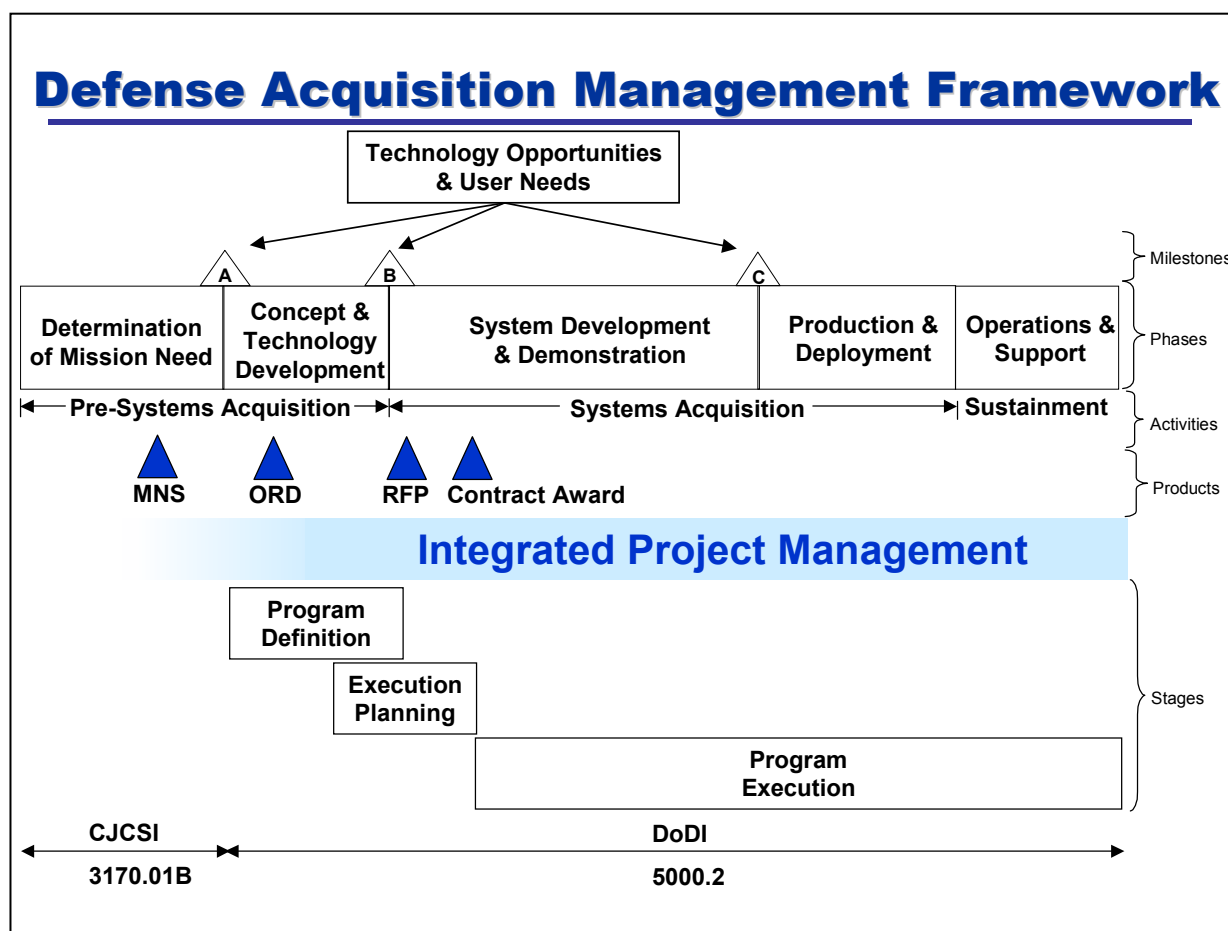 Defense Acquisition Management Framework
Technology Opportunities
& User Needs
A
B
C
Milestones
Determination
of Mission Need
Concept &
Technology
Development
System Development
& Demonstration
Production &
Deployment
Operations &
Support
Phases
Pre-Systems Acquisition
Systems Acquisition
Sustainment
Activities
MNS
ORD
RFP
Contract Award
Products
Integrated Project Management
Program
Definition
Execution
Planning
Program
Execution
Stages
CJCSI
3170.01B
DoDI
5000.2